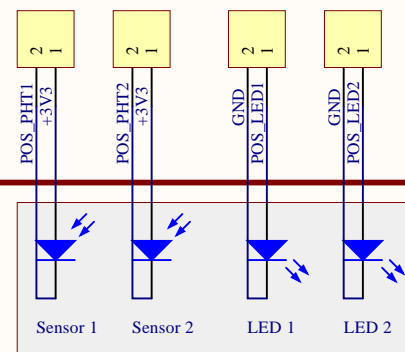 2 1
2 1
2 1
2 1
POS_PHT1
+3V3
POS_PHT2
+3V3
GND
POS_LED1
GND
POS_LED2
Sensor 1
Sensor 2
LED 1
LED 2